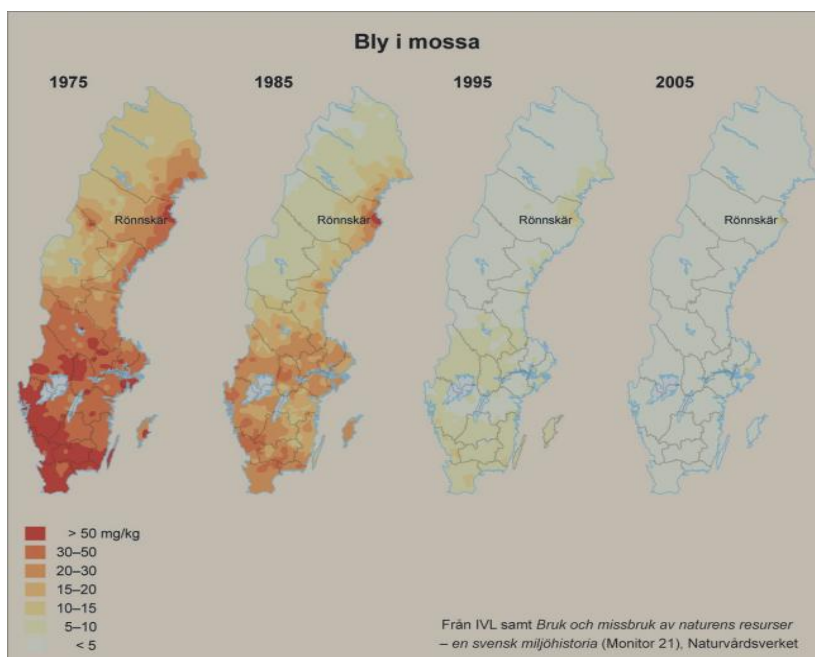 Bly i mossa
1975
1985
1995
2005
Rönnskär
Rönnskär
Rönnskär
Rönnskär
> 50 mg/kg
30–50
20–30
15–20
10–15
5–10
< 5
Från IVL samt Bruk och missbruk av naturens resurser
– en svensk miljöhistoria (Monitor 21), Naturvårdsverket